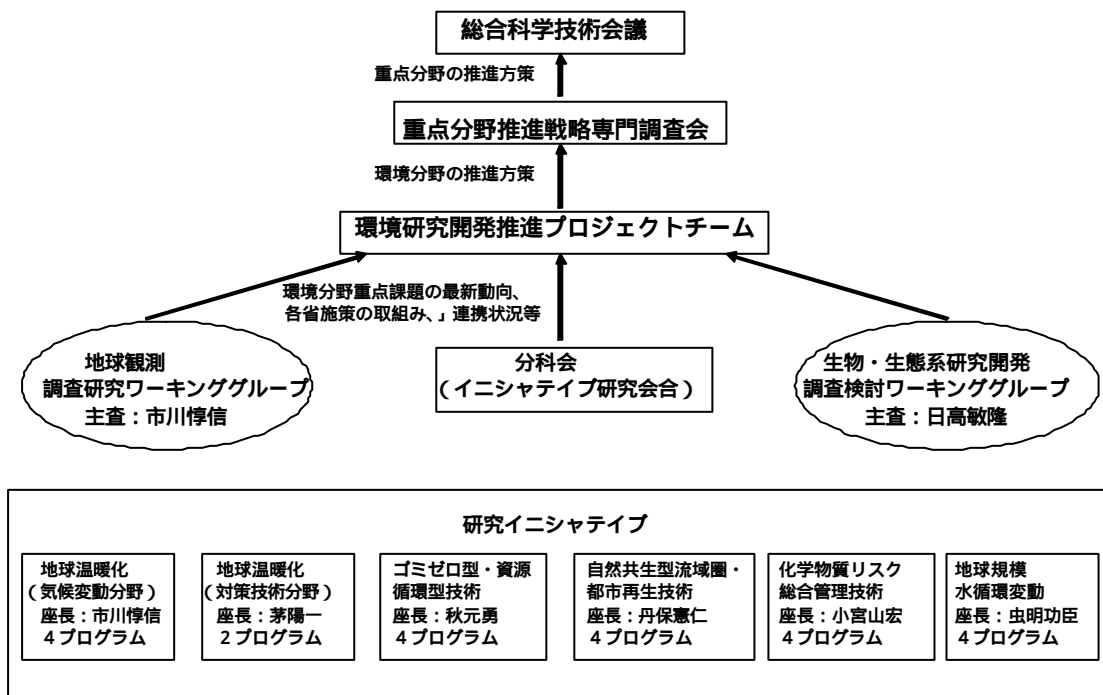 総合科学技術会議
重点分野の推進方策
重点分野推進戦略専門調査会
環境分野の推進方策
環境研究開発推進プロジェクトチーム
環境分野重点課題の最新動向、
各省施策の取組み、」連携状況等
地球観測
調査研究ワーキンググループ
主査：市川惇信
分科会
（イニシャテイブ研究会合）
生物・生態系研究開発
調査検討ワーキンググループ
主査：日高敏隆
研究イニシャテイブ
地球温暖化
（気候変動分野）
座長：市川惇信
４プログラム
地球温暖化
（対策技術分野）
座長：茅陽一
２プログラム
ゴミゼロ型・資源
循環型技術
座長：秋元勇
４プログラム
自然共生型流域圏・
都市再生技術
座長：丹保憲仁
４プログラム
化学物質リスク
総合管理技術
座長：小宮山宏
４プログラム
地球規模
水循環変動
座長：虫明功臣
４プログラム